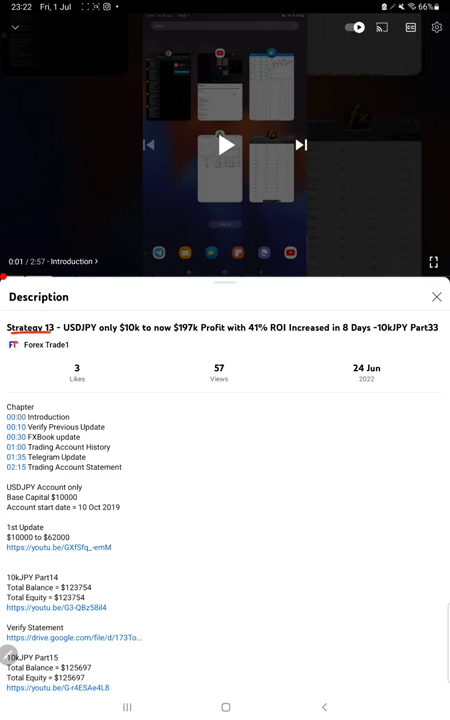 23:22 Fri, 1 Jul
66%
CC
0:01 / 2:57 · Introduction
Description
Strategy 13 - USDJPY only $10k to now $197k Profit with 41% ROI Increased in 8 Days -10kJPY Part33
FT Forex Trade1
3 57 24 Jun
Likes Views 2022
Chapter
00:00 Introduction
00:10 Verify Previous Update
00:30 FXBook update
01:00 Trading Account History
01:35 Telegram Update
02:15 Trading Account Statement
USDJPY Account only
Base Capital $10000
Account start date = 10 Oct 2019
1st Update
$10000 to $62000
https://youtu.be/GXfSfq_-emM
10kJPY Part14
Total Balance = $123754
Total Equity = $123754
https://youtu.be/G3-QBz58iI4
Verify Statement
https://drive.google.com/file/d/173To...
10kJPY Part15
Total Balance = $125697
Total Equity = $125697
https://youtu.be/G-r4ESAe4L8